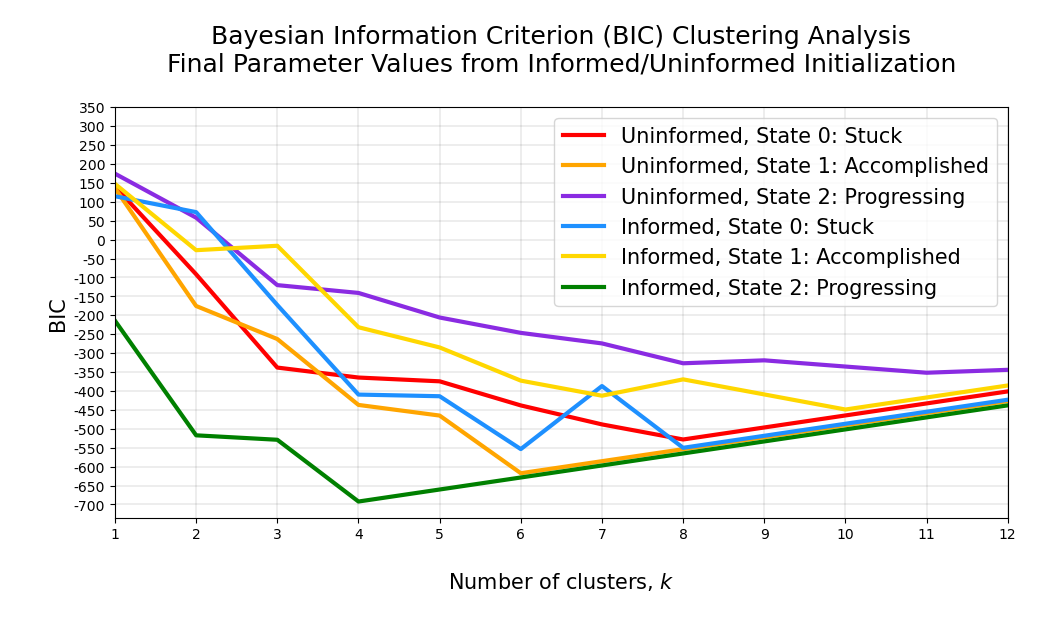 Bayesian Information Criterion (BIC) Clustering Analysis
Final Parameter Values from Informed/Uninformed Initialization
BIC
350
300
250
200
150
100
50
0
-50
-100
-150
-200
-250
-300
-350
-400
-450
-500
-550
-600
-650
-700
Uninformed, State 0: Stuck
Uninformed, State 1: Accomplished
Uninformed, State 2: Progressing
Informed, State 0: Stuck
Informed, State 1: Accomplished
Informed, State 2: Progressing
1 2 3 4 5 6 7 8 9 10 11 12
Number of clusters, k